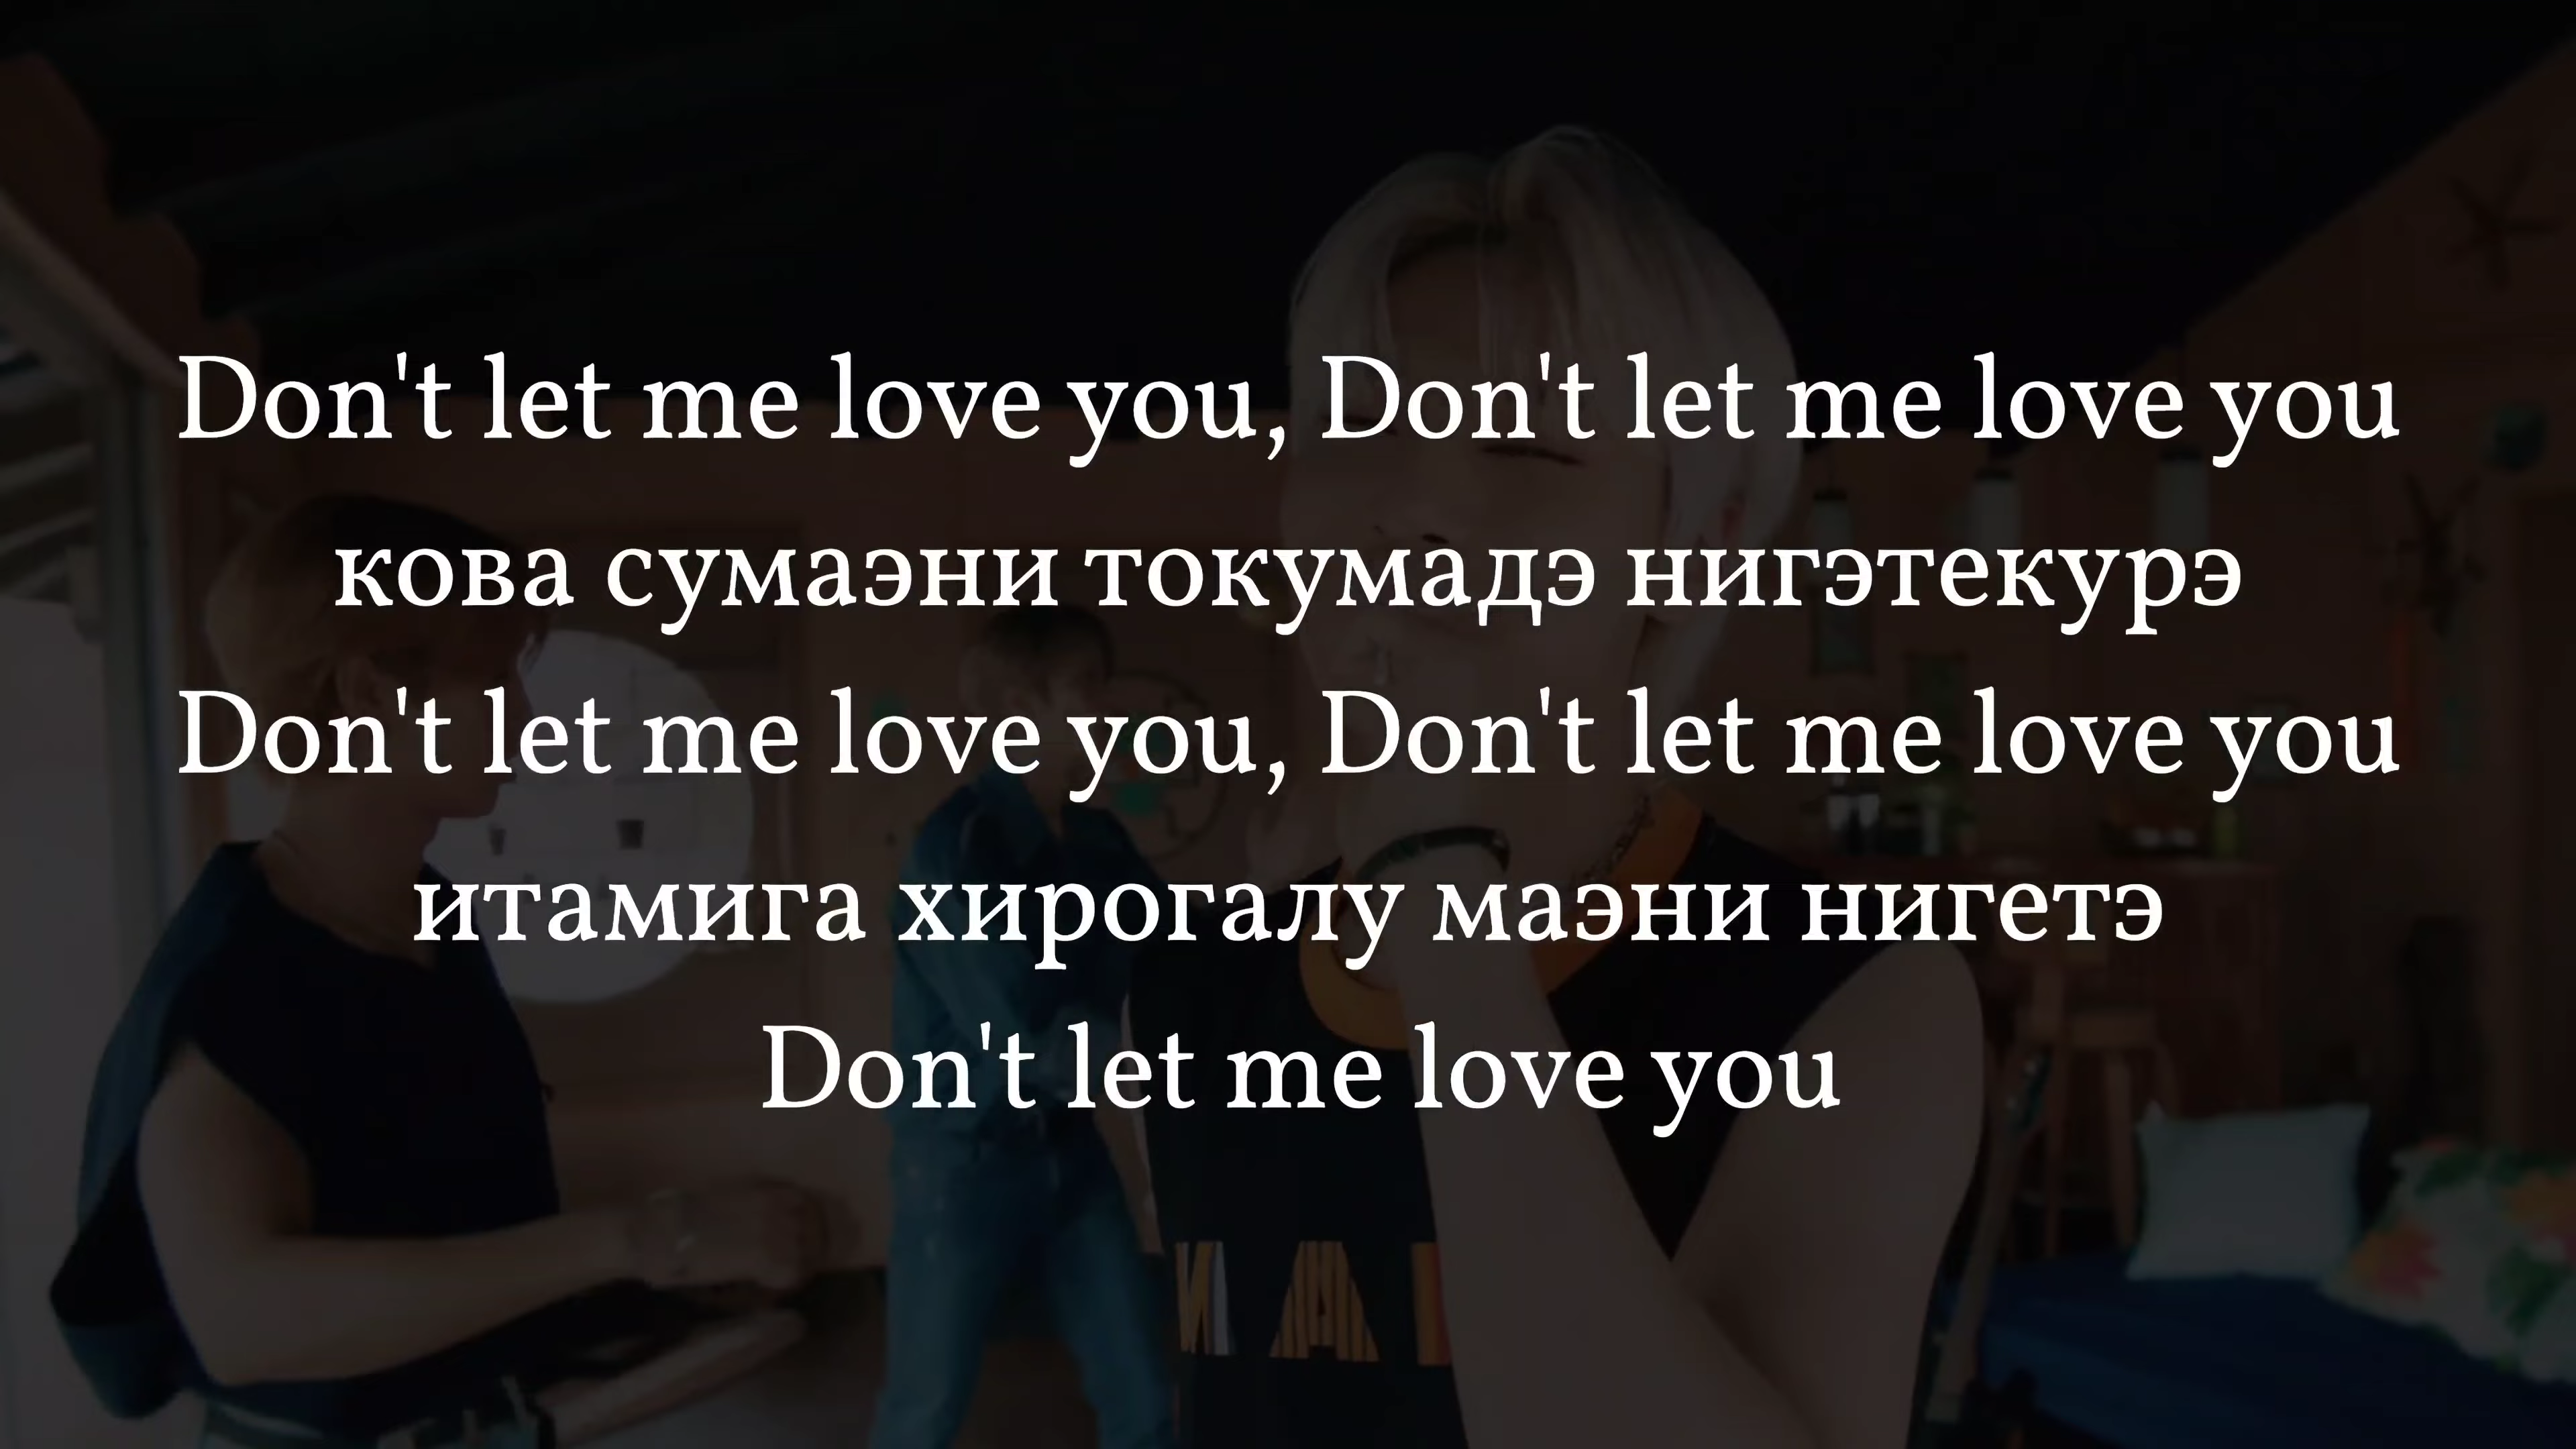 Don't let me love you, Don't let me love you
кова сумаэни токумадэ нигэтекурэ
Don't let me love you, Don't let me love you
итамига хирогалу маэни нигетэ
Don't let me love you